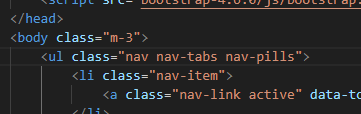 <script src="bootstrap-4.0.0/js/bootstrap.
</head>
<body class="m-3">
<ul class="nav nav-tabs nav-pills">
<li class="nav-item">
<a class="nav-link active" data-to
</li>